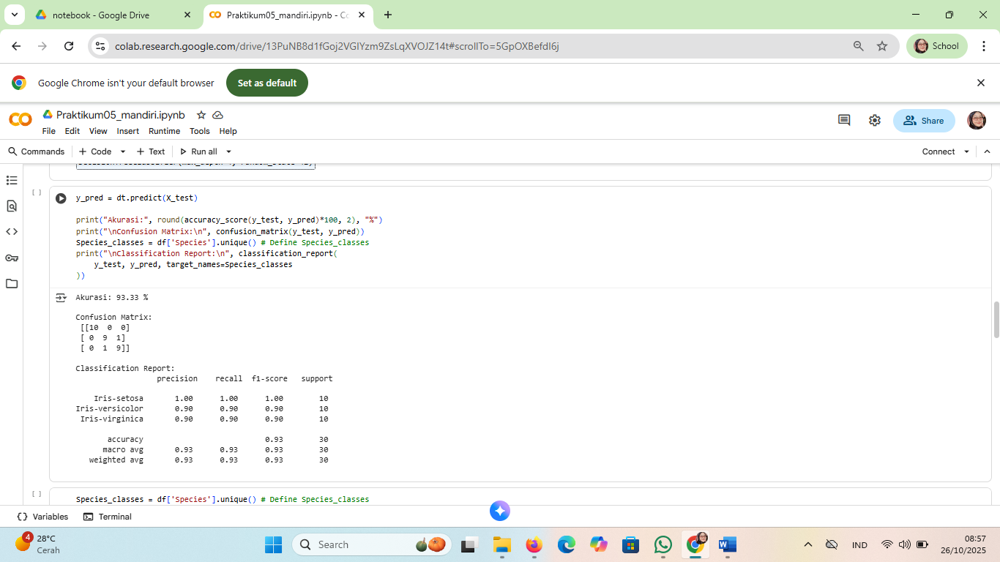 notebook - Google Drive
Praktikum05_mandiri.ipynb - Co
colab.research.google.com/drive/13PuNB8d1fGoj2VGIYzm9ZsLqXVOJZ14t#scrollTo=5GpOXBefdI6j
School
Google Chrome isn't your default browser
Set as default
Praktikum05_mandiri.ipynb
File Edit View Insert Runtime Tools Help
Share
Commands + Code + Text Run all
Connect
[ ]
y_pred = dt.predict(X_test)
print("Akurasi:", round(accuracy_score(y_test, y_pred)*100, 2), "%")
print("\nConfusion Matrix:\n", confusion_matrix(y_test, y_pred))
Species_classes = df['Species'].unique() # Define Species_classes
print("\nClassification Report:\n", classification_report(
y_test, y_pred, target_names=Species_classes
))
Akurasi: 93.33 %
Confusion Matrix:
[[10 0 0]
[ 0 9 1]
[ 0 1 9]]
Classification Report:
precision recall f1-score support
Iris-setosa 1.00 1.00 1.00 10
Iris-versicolor 0.90 0.90 0.90 10
Iris-virginica 0.90 0.90 0.90 10
accuracy 0.93 30
macro avg 0.93 0.93 0.93 30
weighted avg 0.93 0.93 0.93 30
[ ]
Species_classes = df['Species'].unique() # Define Species_classes
{} Variables Terminal
4
28°C
Cerah
Search
IND
08:57
26/10/2025